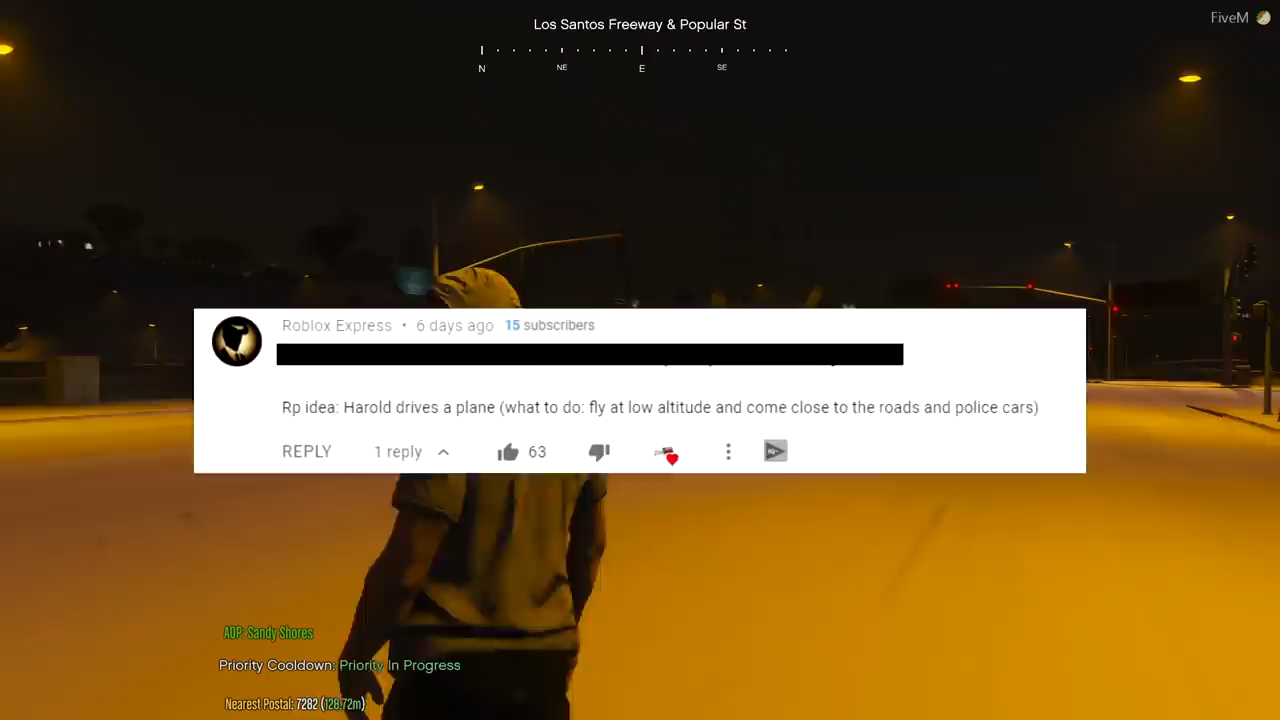 Los Santos Freeway & Popular St
FiveM
N NE E SE
Roblox Express • 6 days ago 15 subscribers
Rp idea: Harold drives a plane (what to do: fly at low altitude and come close to the roads and police cars)
REPLY 1 reply 63
AOP: Sandy Shores
Priority Cooldown: Priority In Progress
Nearest Postal: 7282 (128.72m)